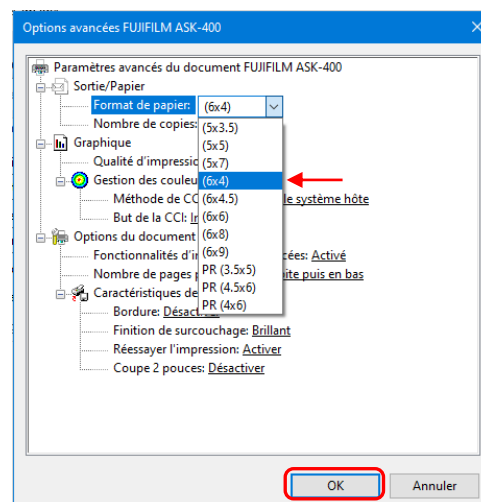 Options avancées FUJIFILM ASK-400
Paramètres avancés du document FUJIFILM ASK-400
Sortie/Papier
Format de papier: (6x4)
Nombre de copies:
(5x3.5)
Graphique
(5x5)
Qualité d'impressio
(5x7)
Gestion des couleu
(6x4)
Méthode de CC
(6x4.5)
le système hôte
But de la CCI: I
(6x6)
Options du document
(6x8)
Fonctionnalités d'i
(6x9)
cées: Activé
Nombre de pages
PR (3.5x5)
ite puis en bas
Caractéristiques de
PR (4.5x6)
Bordure: Désac
PR (4x6)
Finition de surcouchage: Brillant
Réessayer l'impression: Activer
Coupe 2 pouces: Désactiver
OK
Annuler